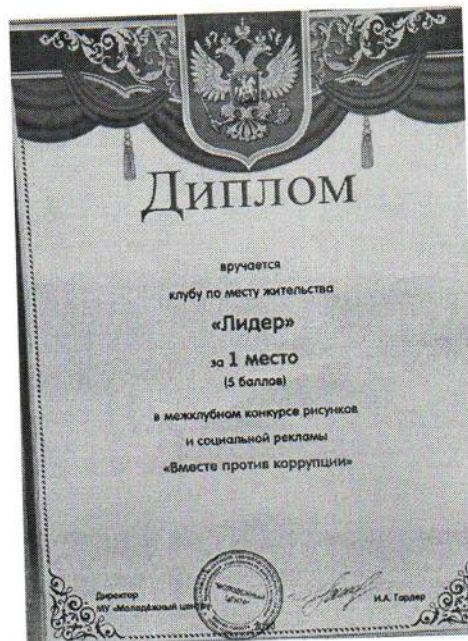 Диплом
вручается
клубу по месту жительства
«Лидер»
за 1 место
(5 баллов)
в межклубном конкурсе рисунков
и социальной рекламы
«Вместе против коррупции»
Директор
МУ «Молодёжный центр»
И.А. Гардер